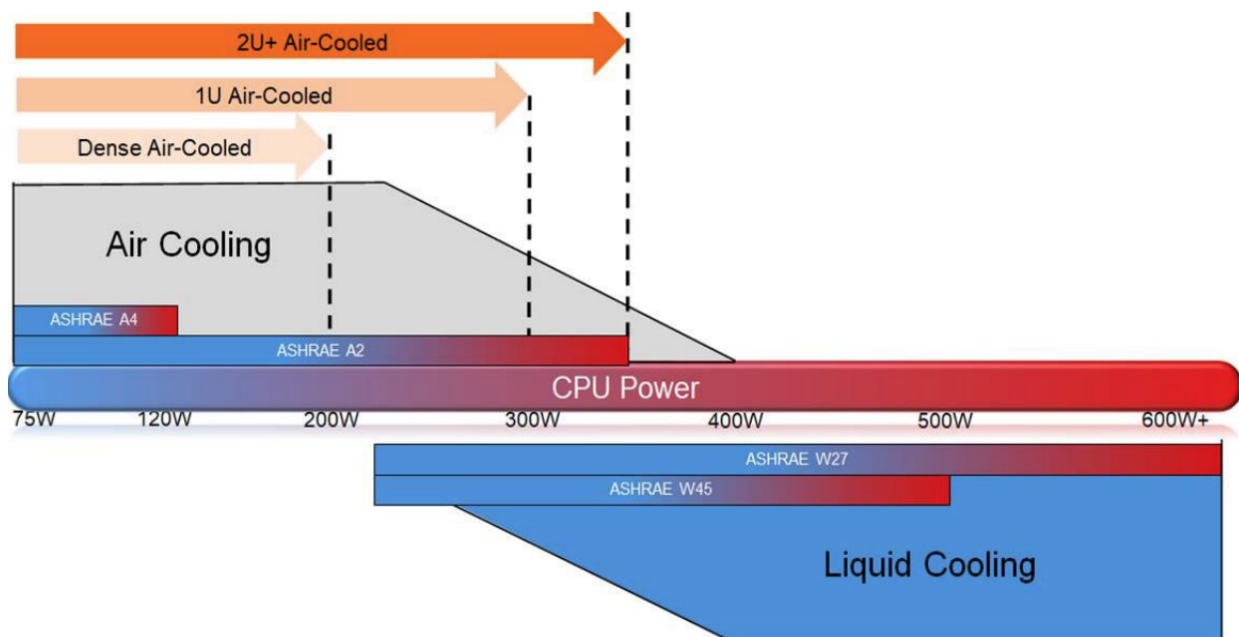 2U+ Air-Cooled
1U Air-Cooled
Dense Air-Cooled
Air Cooling
ASHRAE A4
ASHRAE A2
CPU Power
75W 120W 200W 300W 400W 500W 600W+
ASHRAE W27
ASHRAE W45
Liquid Cooling